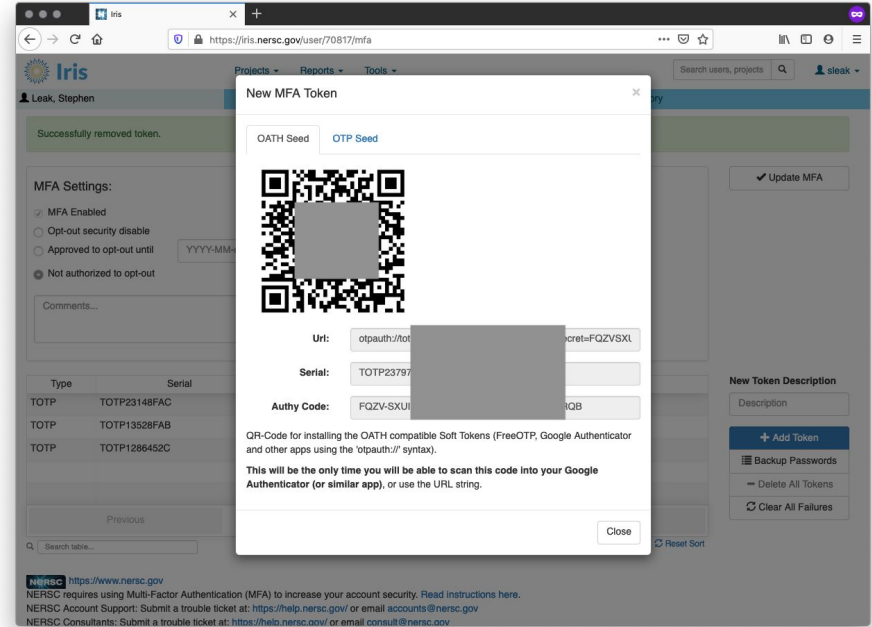 Iris
https://iris.nersc.gov/user/70817/mfa
Iris
Projects
Reports
Tools
Search users, projects
sleak
Leak, Stephen
ory
New MFA Token
Successfully removed token.
OATH Seed
OTP Seed
MFA Settings:
Update MFA
MFA Enabled
Opt-out security disable
Approved to opt-out until
YYYY-MM-
Not authorized to opt-out
Comments...
Url:
otpauth://tot
cret=FQZVSXU
Serial:
TOTP23797
Authy Code:
FQZV-SXUI
RQB
Type
Serial
TOTP
TOTP23148FAC
TOTP
TOTP13528FAB
TOTP
TOTP1286452C
New Token Description
Description
Add Token
Backup Passwords
Delete All Tokens
Clear All Failures
QR-Code for installing the OATH compatible Soft Tokens (FreeOTP, Google Authenticator
and other apps using the 'otpauth://' syntax).
This will be the only time you will be able to scan this code into your Google
Authenticator (or similar app), or use the URL string.
Previous
Close
Search table...
Reset Sort
NERSC https://www.nersc.gov
NERSC requires using Multi-Factor Authentication (MFA) to increase your account security. Read instructions here.
NERSC Account Support: Submit a trouble ticket at: https://help.nersc.gov/ or email accounts@nersc.gov
NERSC Consultants: Submit a trouble ticket at: https://help.nersc.gov/ or email consult@nersc.gov